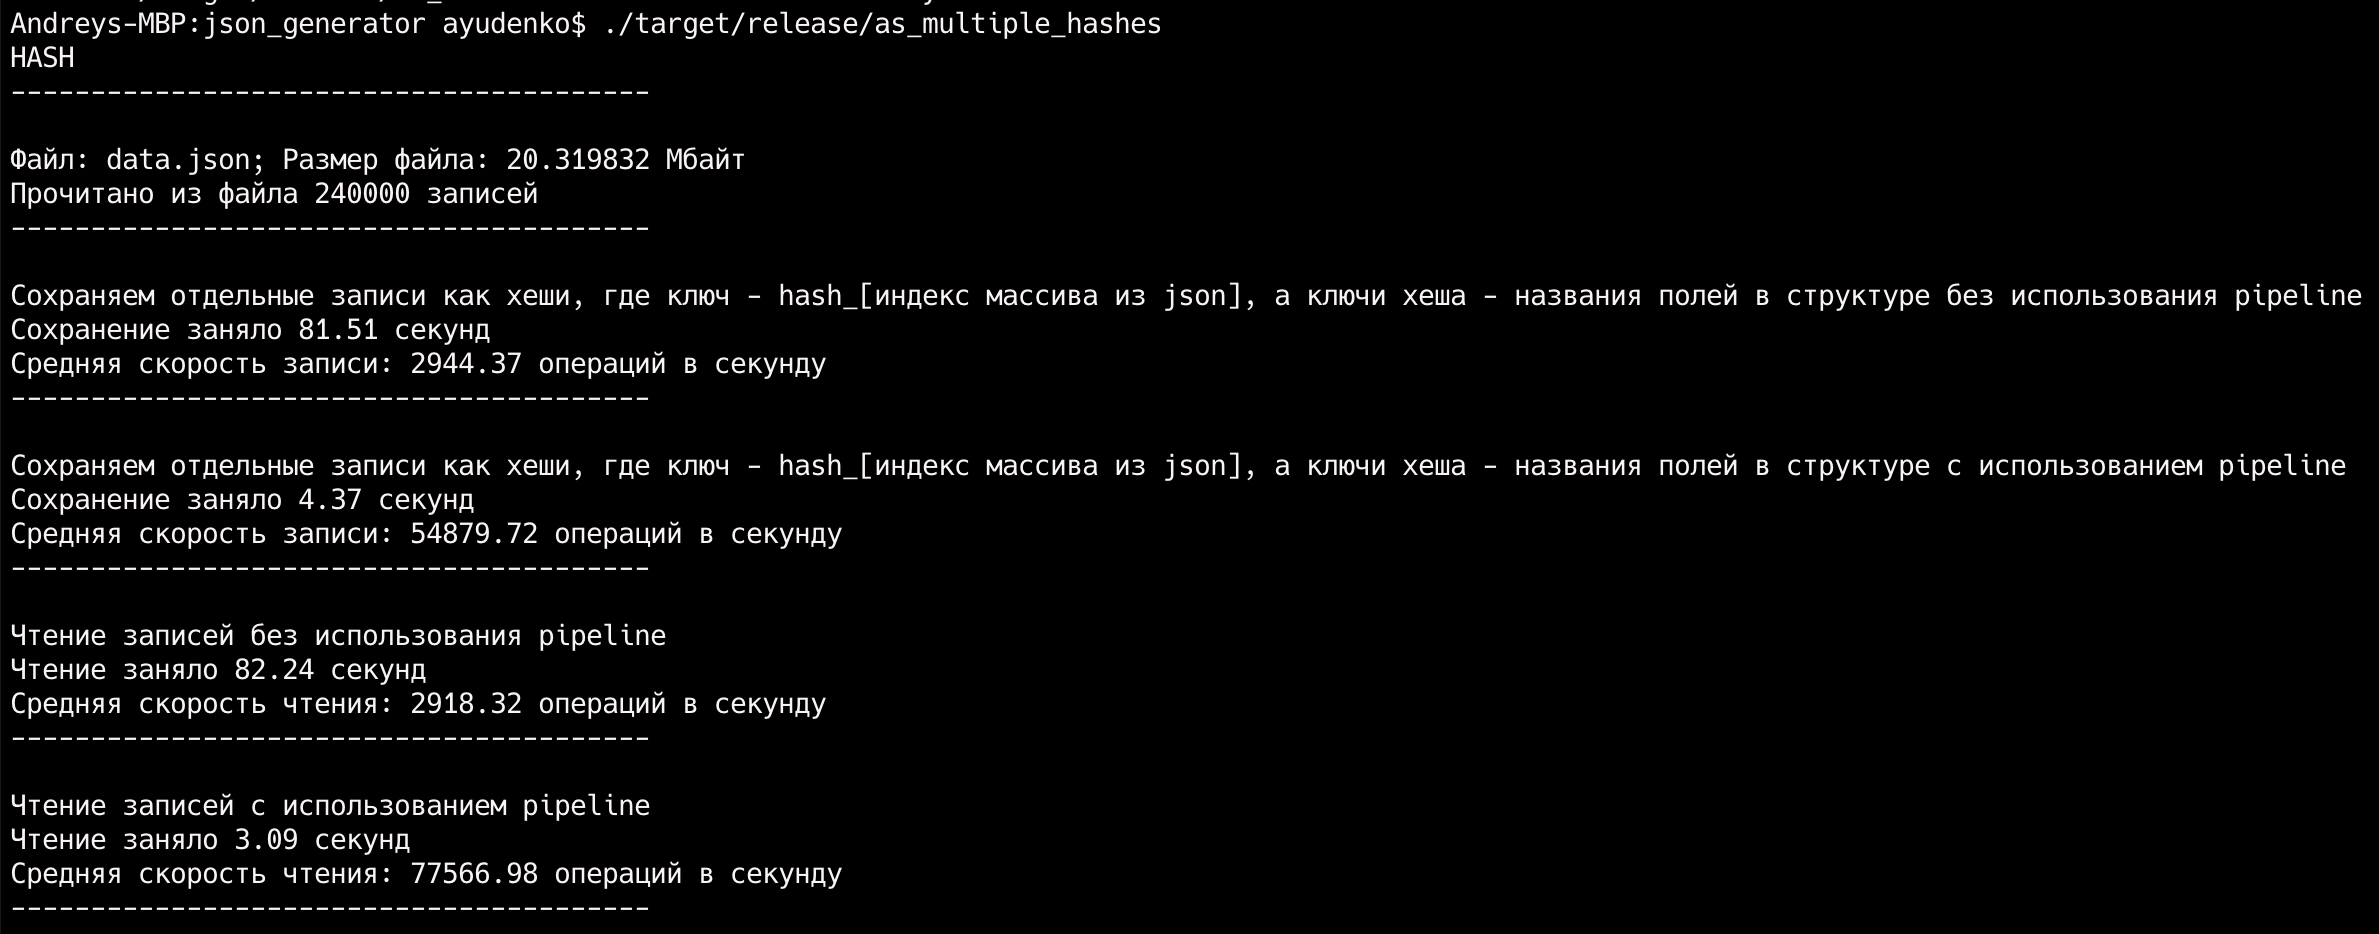 Andreys-MBP:json_generator ayudenko$ ./target/release/as_multiple_hashes
HASH
----------------------------------------
Файл: data.json; Размер файла: 20.319832 Мбайт
Прочитано из файла 240000 записей
----------------------------------------
Сохраняем отдельные записи как хеши, где ключ - hash_[индекс массива из json], а ключи хеша - названия полей в структуре без использования pipeline
Сохранение заняло 81.51 секунд
Средняя скорость записи: 2944.37 операций в секунду
----------------------------------------
Сохраняем отдельные записи как хеши, где ключ - hash_[индекс массива из json], а ключи хеша - названия полей в структуре с использованием pipeline
Сохранение заняло 4.37 секунд
Средняя скорость записи: 54879.72 операций в секунду
----------------------------------------
Чтение записей без использования pipeline
Чтение заняло 82.24 секунд
Средняя скорость чтения: 2918.32 операций в секунду
----------------------------------------
Чтение записей с использованием pipeline
Чтение заняло 3.09 секунд
Средняя скорость чтения: 77566.98 операций в секунду
----------------------------------------